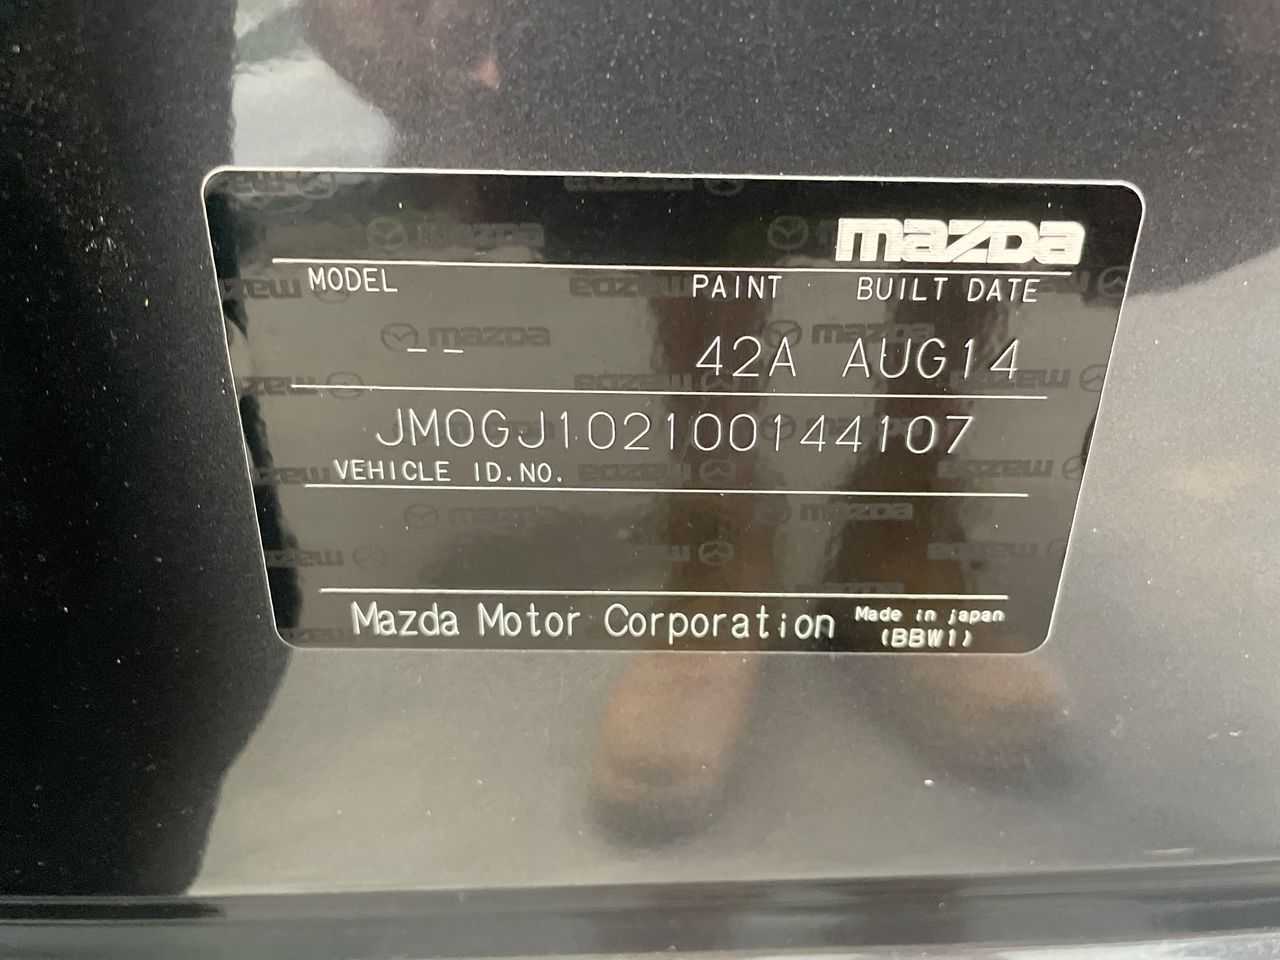 mazda
MODEL PAINT BUILT DATE
-- 42A AUG14
JM0GJ102100144107
VEHICLE ID.NO.
Mazda Motor Corporation Made in japan
(BBW1)